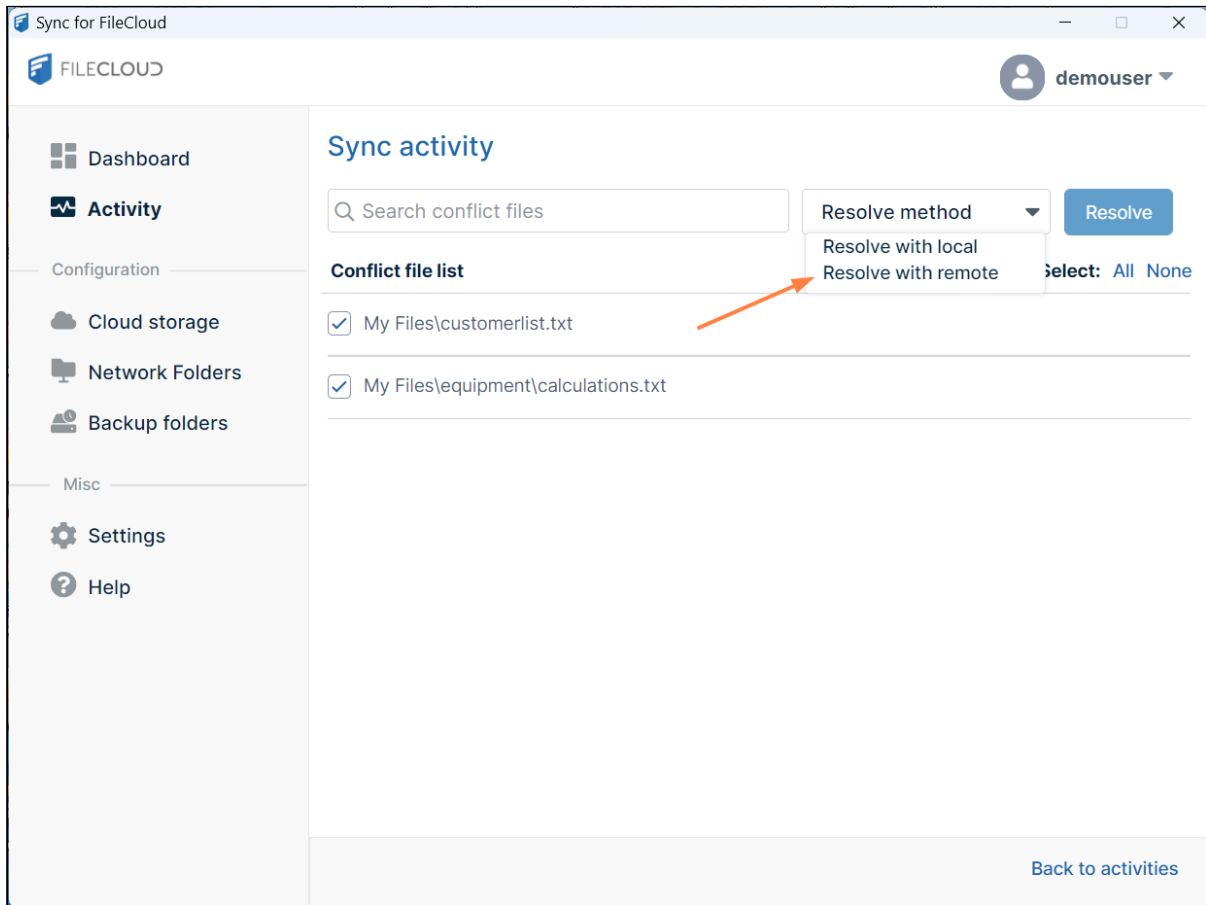 Sync for FileCloud
FILECLOUD
demouser
Dashboard
Activity
Configuration
Cloud storage
Network Folders
Backup folders
Misc
Settings
Help
Sync activity
Search conflict files
Resolve method
Resolve
Resolve with local
Resolve with remote
Conflict file list
Select: All None
My Files\customerlist.txt
My Files\equipment\calculations.txt
Back to activities